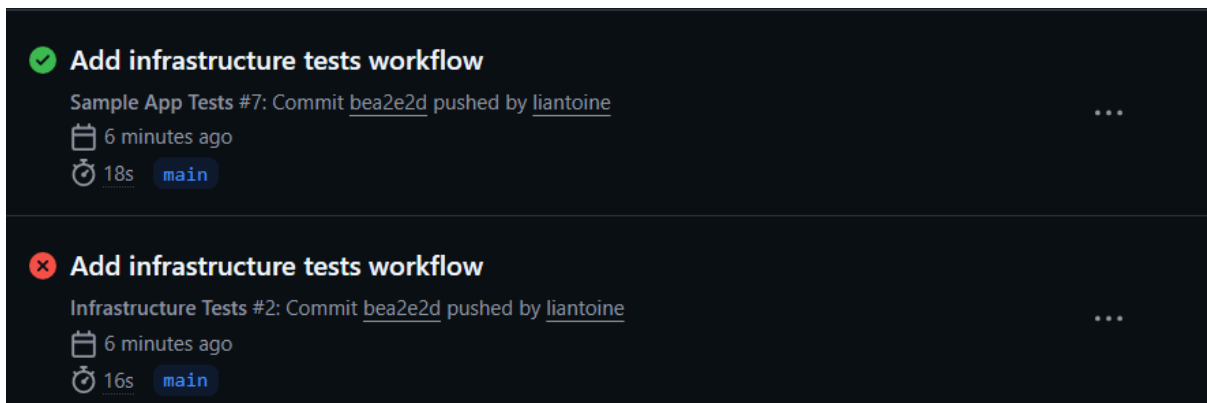 Add infrastructure tests workflow
Sample App Tests #7: Commit bea2e2d pushed by liantoine
6 minutes ago
18s main
Add infrastructure tests workflow
Infrastructure Tests #2: Commit bea2e2d pushed by liantoine
6 minutes ago
16s main